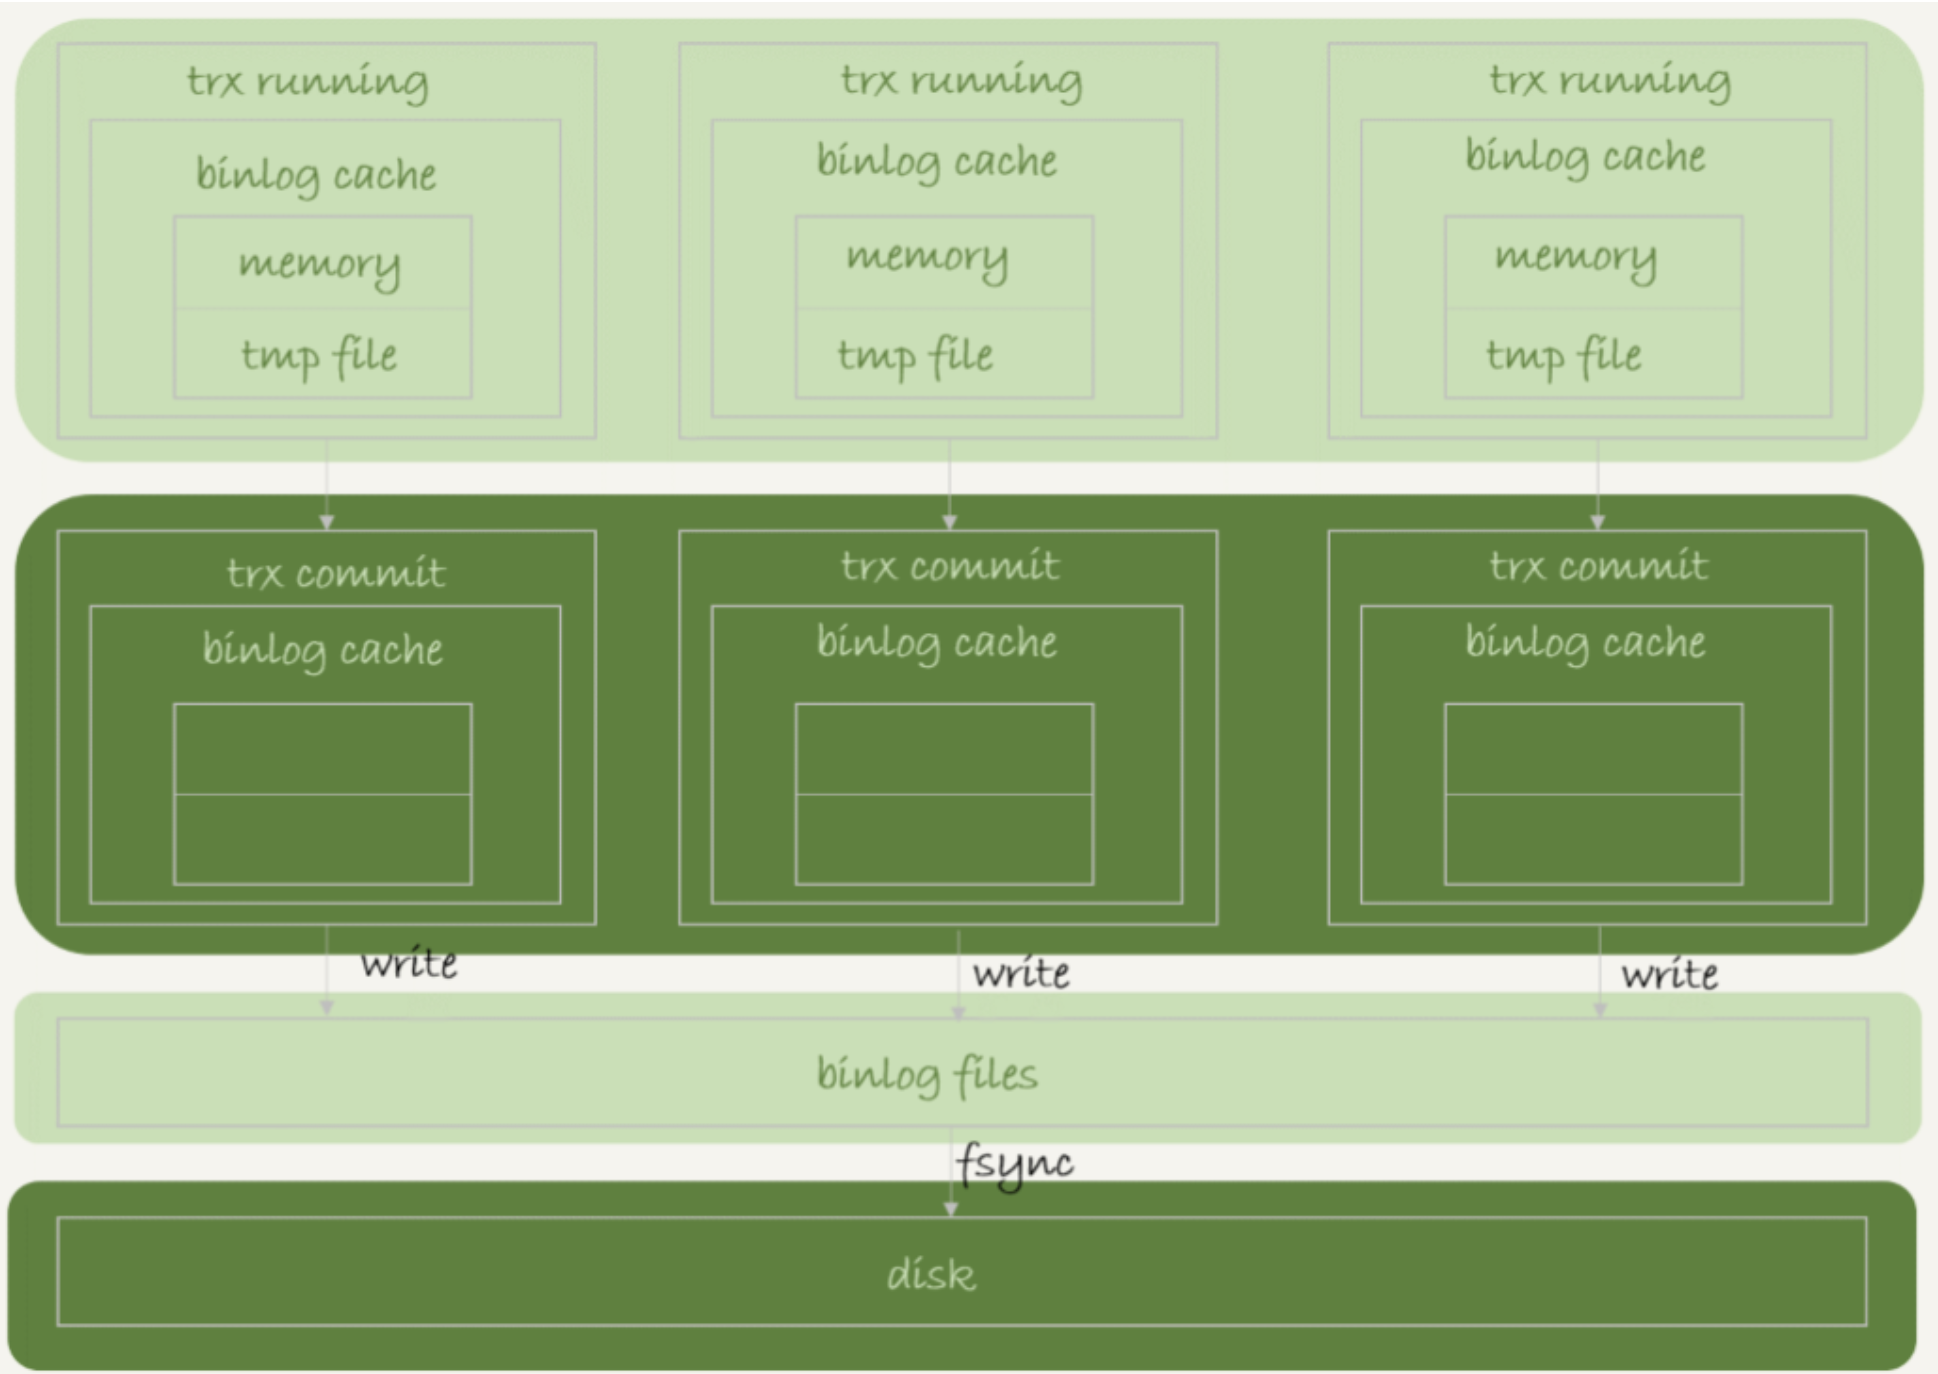 trx running
trx running
trx running
binlog cache
binlog cache
binlog cache
memory
memory
memory
tmp file
tmp file
tmp file
trx commit
trx commit
trx commit
binlog cache
binlog cache
binlog cache
write
write
write
binlog files
fsync
disk